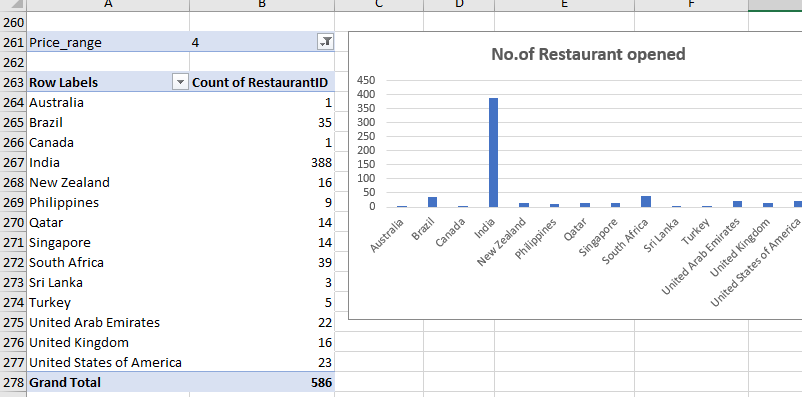 A B C D E F
260
261 Price_range 4
262
263 Row Labels Count of RestaurantID
264 Australia 1
265 Brazil 35
266 Canada 1
267 India 388
268 New Zealand 16
269 Philippines 9
270 Qatar 14
271 Singapore 14
272 South Africa 39
273 Sri Lanka 3
274 Turkey 5
275 United Arab Emirates 22
276 United Kingdom 16
277 United States of America 23
278 Grand Total 586
No.of Restaurant opened
450
400
350
300
250
200
150
100
50
0
Australia
Brazil
Canada
India
New Zealand
Philippines
Qatar
Singapore
South Africa
Sri Lanka
Turkey
United Arab Emirates
United Kingdom
United States of America